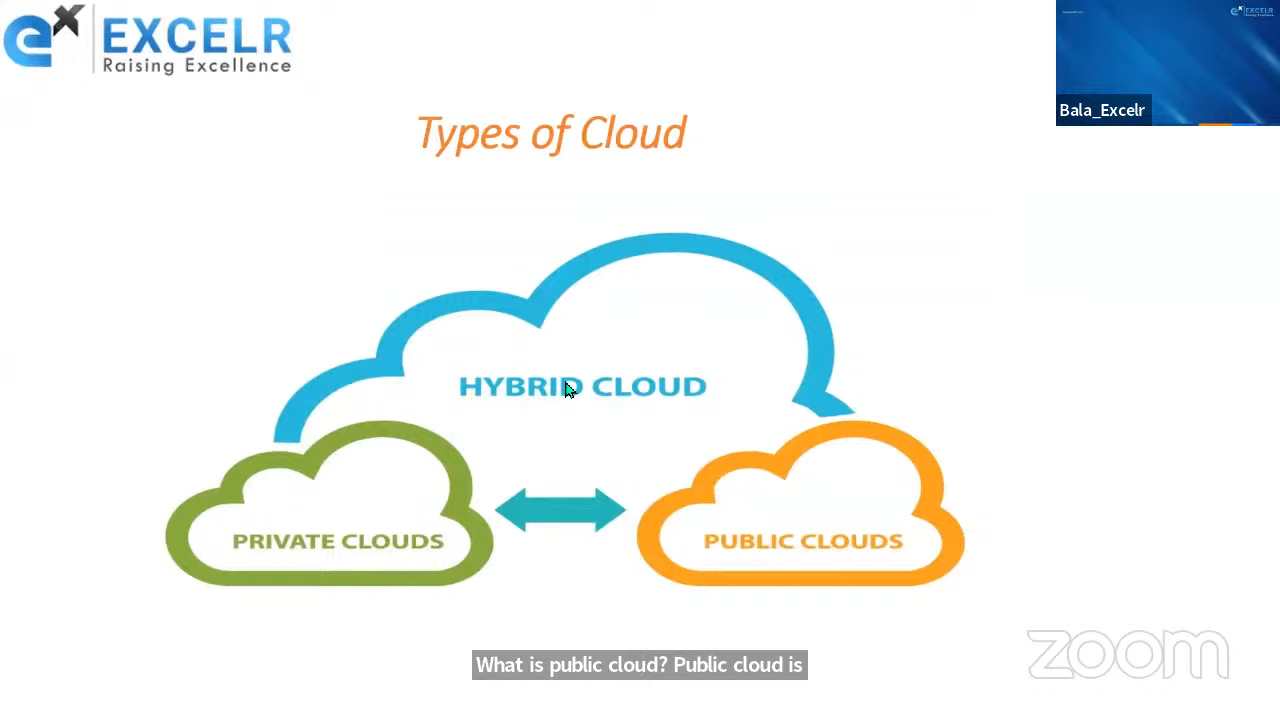 EXCELR
Raising Excellence
EXCELR
Bala_Excelr
Types of Cloud
HYBRID CLOUD
PRIVATE CLOUDS
PUBLIC CLOUDS
What is public cloud? Public cloud is
zoom